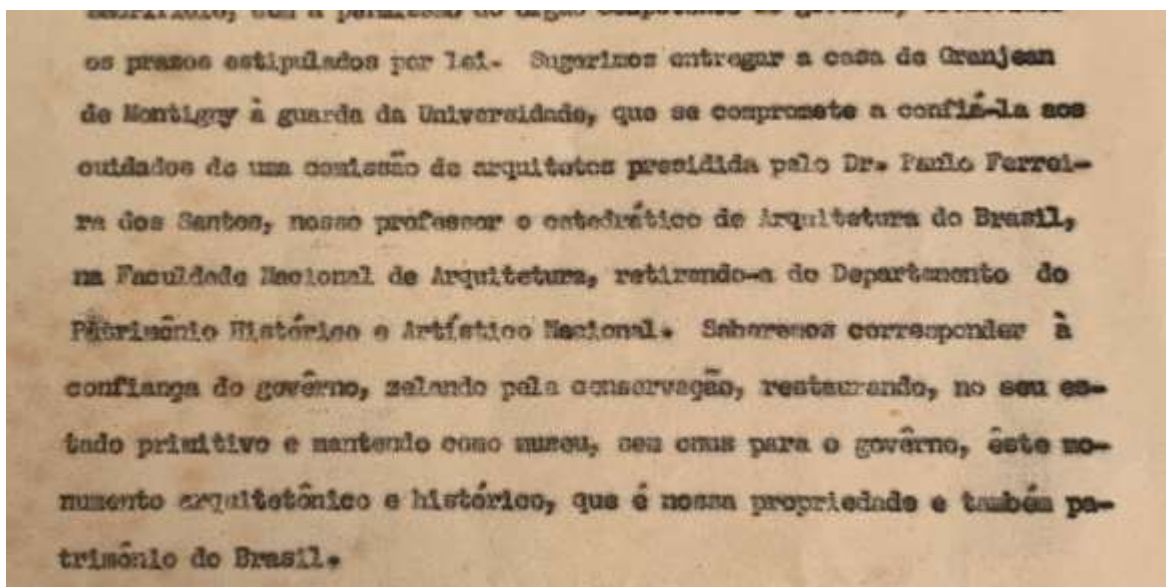 os prazos estipulados por lei. Sugerimos entregar a casa de Granjean
de Montigny à guarda da Universidade, que se compromete a confiá-la aos
cuidados de uma comissão de arquitetos presidida pelo Dr. Paulo Ferrei-
ra dos Santos, nosso professor e catedrático de Arquitetura do Brasil,
na Faculdade Nacional de Arquitetura, retirando-a do Departamento do
Patrimônio Histórico e Artístico Nacional. Saberemos corresponder à
confiança do govêrno, zelando pela conservação, restaurando, no seu es-
tado primitivo e mantendo como museu, sem onus para o govêrno, êste mo-
numento arquitetônico e histórico, que é nossa propriedade e também pa-
trimônio do Brasil.